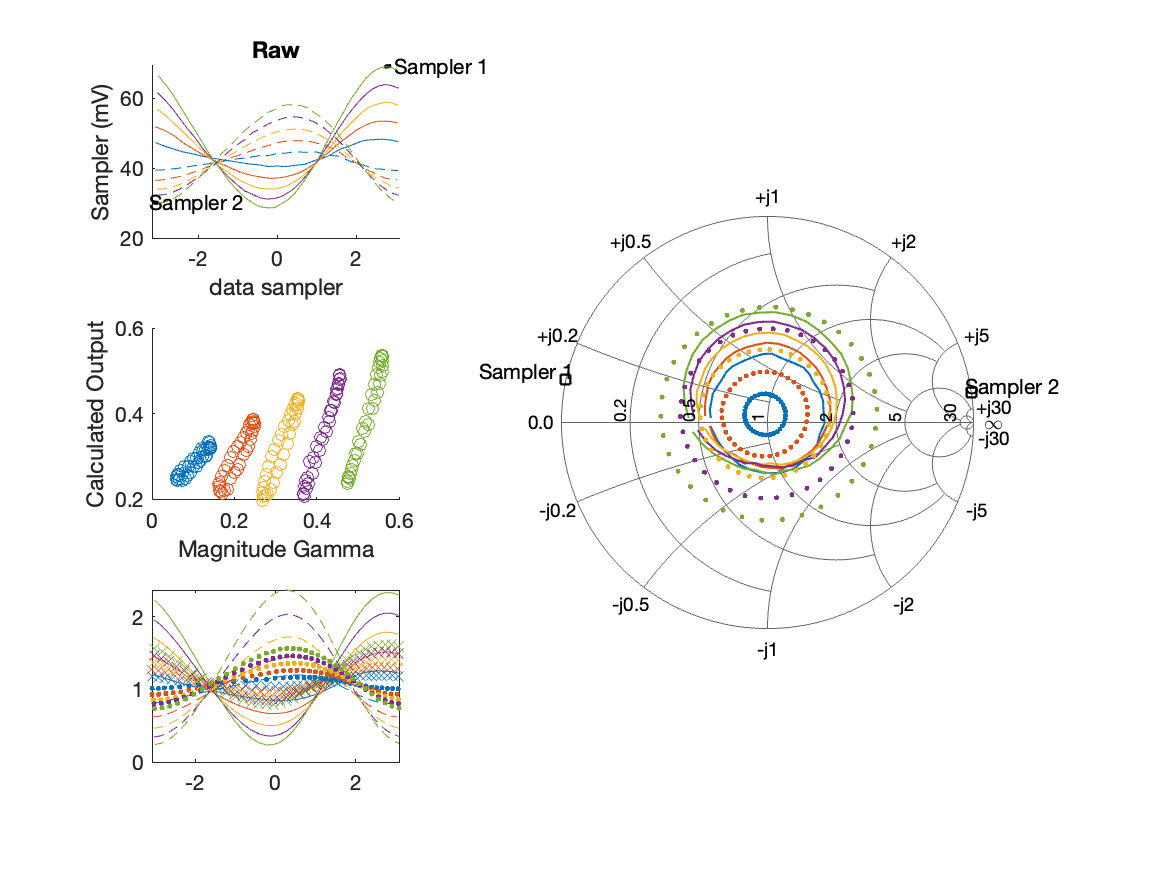 Raw
Sampler (mV)
60
40
20
Sampler 1
Sampler 2
-2
0
2
data sampler
Calculated Output
0.6
0.4
0.2
0
0.2
0.4
0.6
Magnitude Gamma
2
1
0
-2
0
2
+j1
+j0.5
+j2
+j0.2
+j5
Sampler 1
Sampler 2
0.0
0.2
0.5
1
2
5
30
+j30
∞
-j30
-j0.2
-j5
-j0.5
-j2
-j1